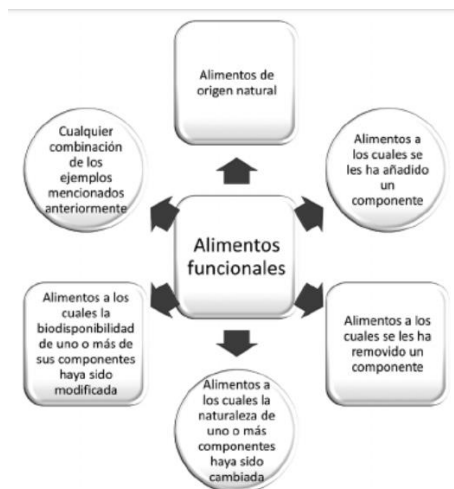 Alimentos de
origen natural
Cualquier
combinación
de los
ejemplos
mencionados
anteriormente
Alimentos a
los cuales se
les ha añadido
un
componente
Alimentos
funcionales
Alimentos a los
cuales la
biodisponibilidad
de uno o más de
sus componentes
haya sido
modificada
Alimentos a los
cuales se les ha
removido un
componente
Alimentos a
los cuales la
naturaleza de
uno o más
componentes
haya sido
cambiada